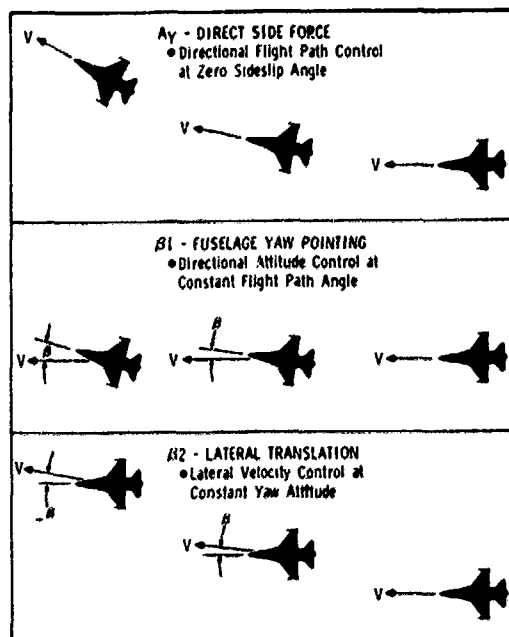 V
Ay - DIRECT SIDE FORCE
• Directional Flight Path Control
at Zero Sideslip Angle
V
V
β1 - FUSELAGE YAW POINTING
• Directional Attitude Control at
Constant Flight Path Angle
β
V
β
V
V
β2 - LATERAL TRANSLATION
• Lateral Velocity Control at
Constant Yaw Attitude
V
β
β
V
V